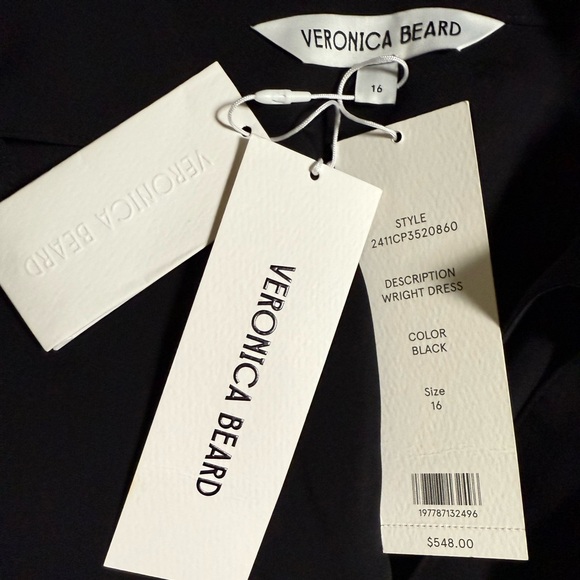 VERONICA BEARD
16
VERONICA BEARD
VERONICA BEARD
STYLE
2411CP3520860
DESCRIPTION
WRIGHT DRESS
COLOR
BLACK
Size
16
197787132496
$548.00